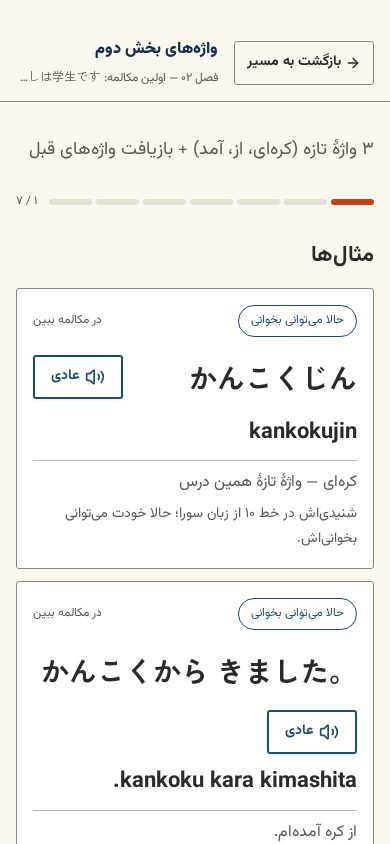 بازگشت به مسیر
واژه‌های بخش دوم
فصل ۰۲ — اولین مکالمه: しは学生です...
۳ واژهٔ تازه (کره‌ای، از، آمد) + بازیافت واژه‌های قبل
۱ / ۷
مثال‌ها
حالا می‌توانی بخوانی
در مکالمه ببین
かんこくじん
عادی
kankokujin
کره‌ای — واژهٔ تازهٔ همین درس
شنیدی‌اش در خط ۱۰ از زبان سورا؛ حالا خودت می‌توانی
بخوانی‌اش.
حالا می‌توانی بخوانی
در مکالمه ببین
かんこくから きました。
عادی
kankoku kara kimashita.
از کره آمده‌ام.